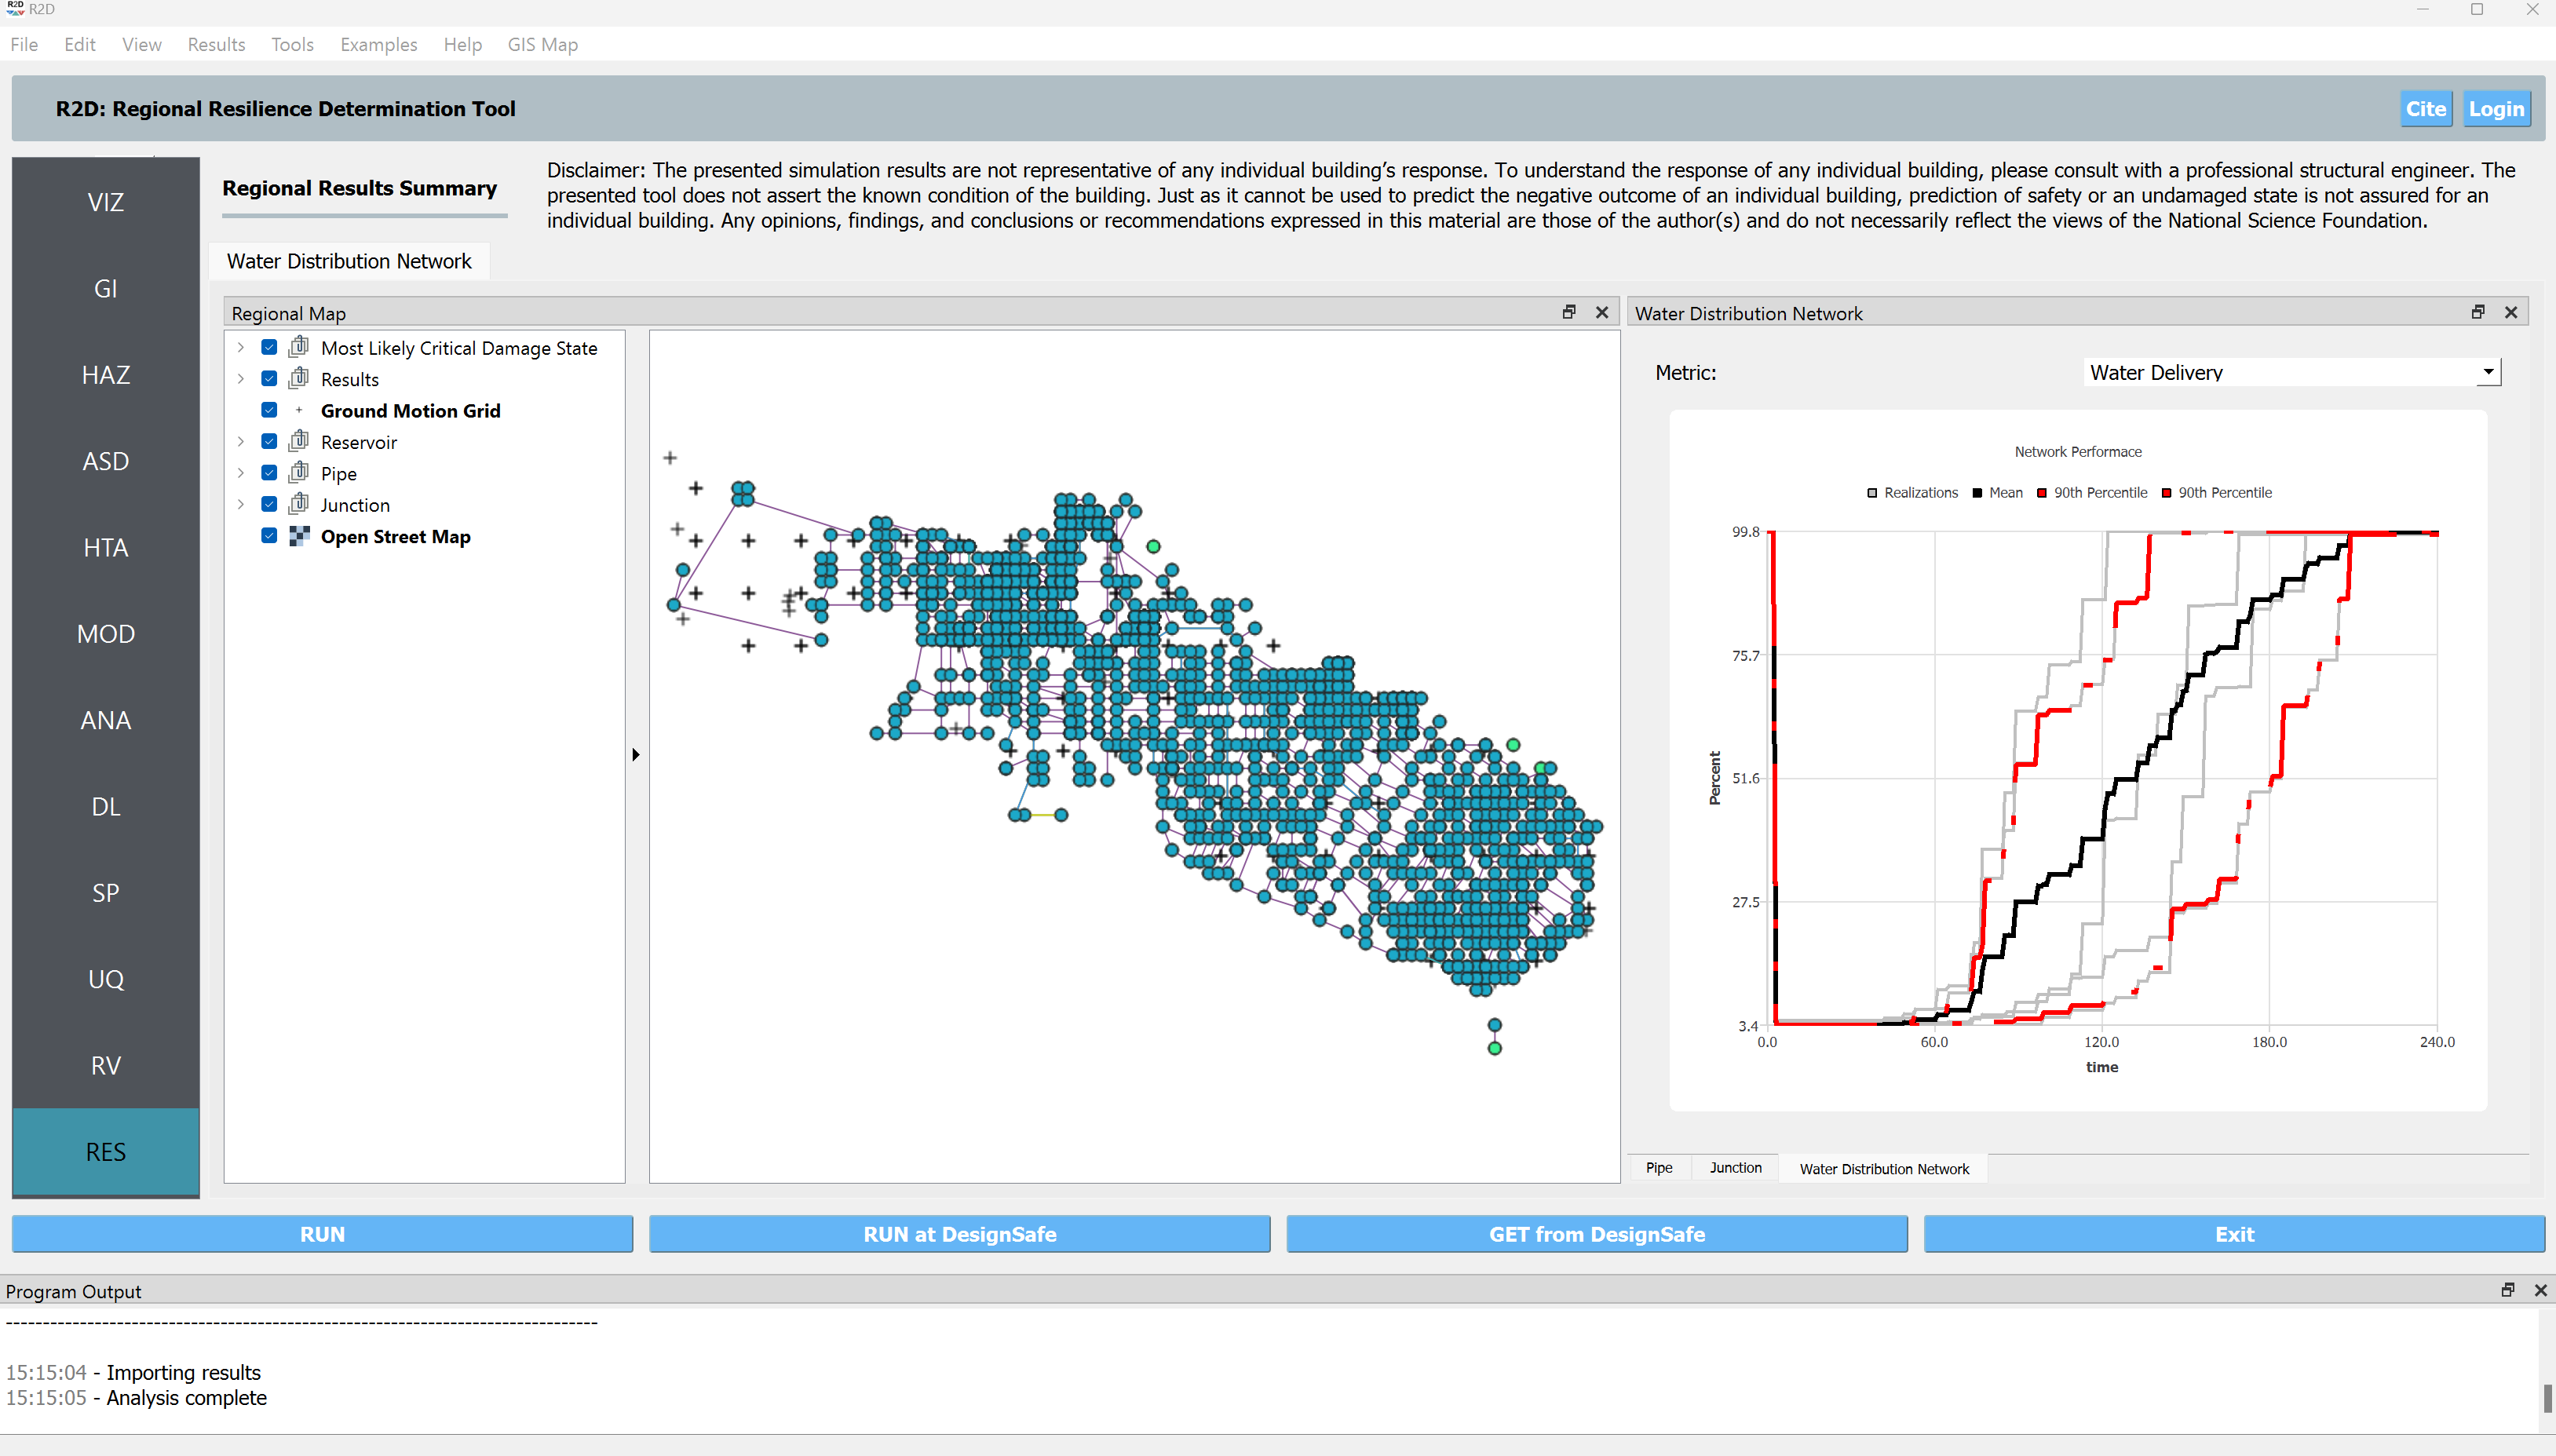 R2D
R2D
File Edit View Results Tools Examples Help GIS Map
R2D: Regional Resilience Determination Tool
Cite Login
VIZ
GI
HAZ
ASD
HTA
MOD
ANA
DL
SP
UQ
RV
RES
Regional Results Summary
Disclaimer: The presented simulation results are not representative of any individual building’s response. To understand the response of any individual building, please consult with a professional structural engineer. The
presented tool does not assert the known condition of the building. Just as it cannot be used to predict the negative outcome of an individual building, prediction of safety or an undamaged state is not assured for an
individual building. Any opinions, findings, and conclusions or recommendations expressed in this material are those of the author(s) and do not necessarily reflect the views of the National Science Foundation.
Water Distribution Network
Regional Map
Most Likely Critical Damage State
Results
Ground Motion Grid
Reservoir
Pipe
Junction
Open Street Map
Water Distribution Network
Metric: Water Delivery
Network Performace
Realizations Mean 90th Percentile 90th Percentile
99.8
75.7
51.6
27.5
3.4
Percent
0.0 60.0 120.0 180.0 240.0
time
Pipe Junction Water Distribution Network
RUN RUN at DesignSafe GET from DesignSafe Exit
Program Output
--------------------------------------------------------------------------------
15:15:04 - Importing results
15:15:05 - Analysis complete